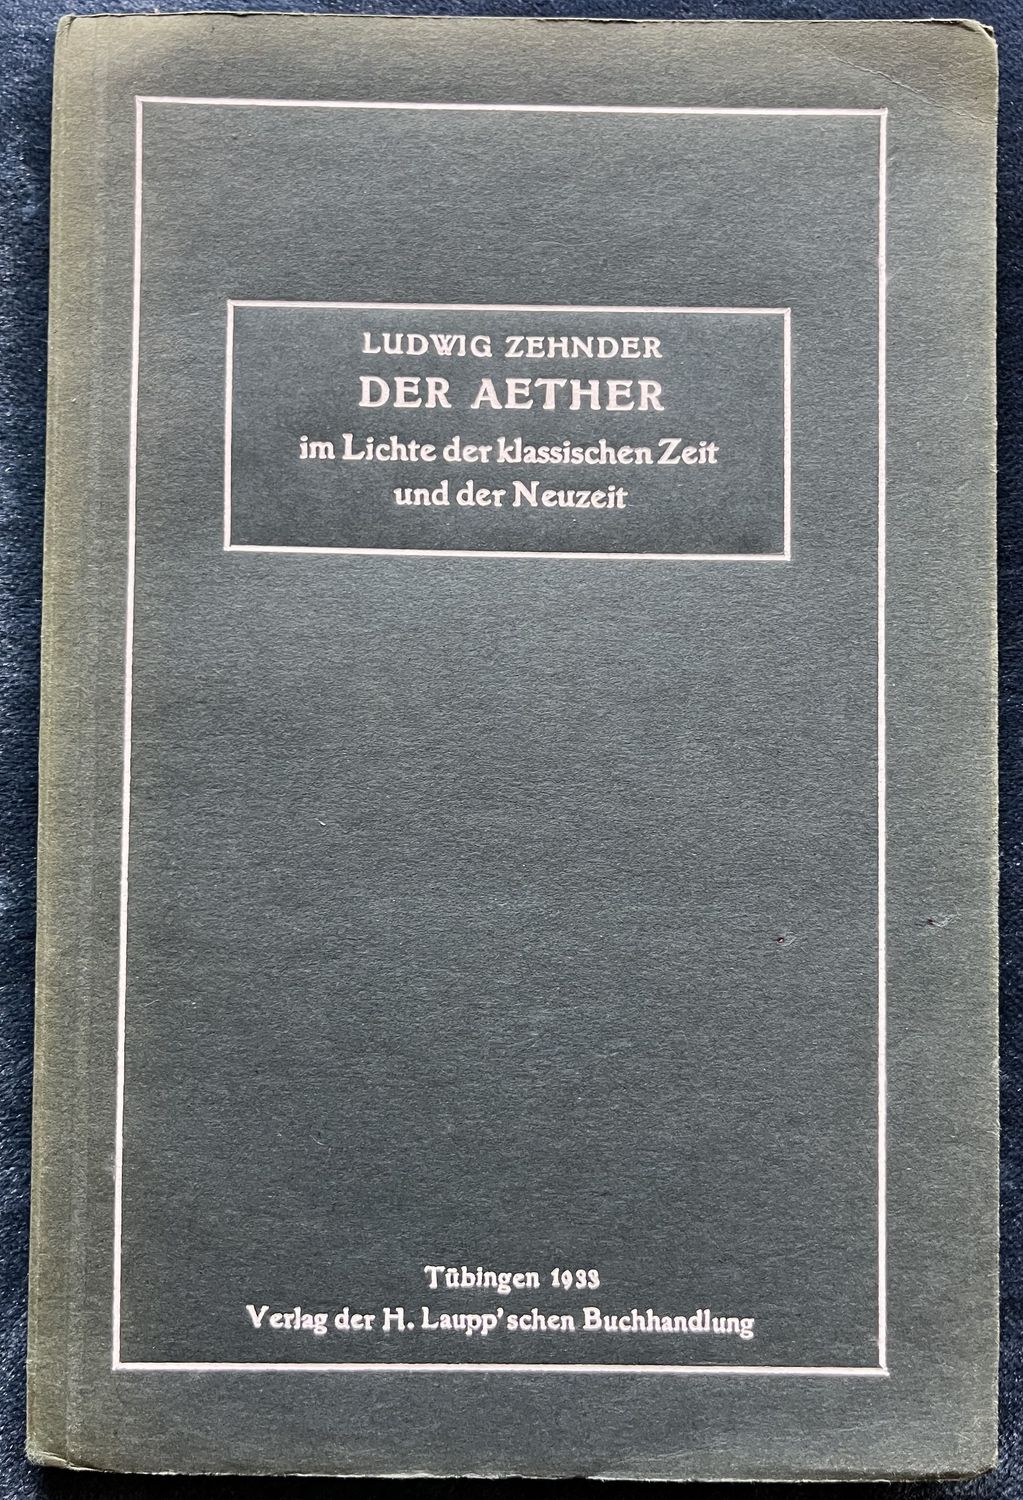 LUDWIG ZEHNDER
DER AETHER
im Lichte der klassischen Zeit
und der Neuzeit
Tübingen 1933
Verlag der H. Laupp'schen Buchhandlung